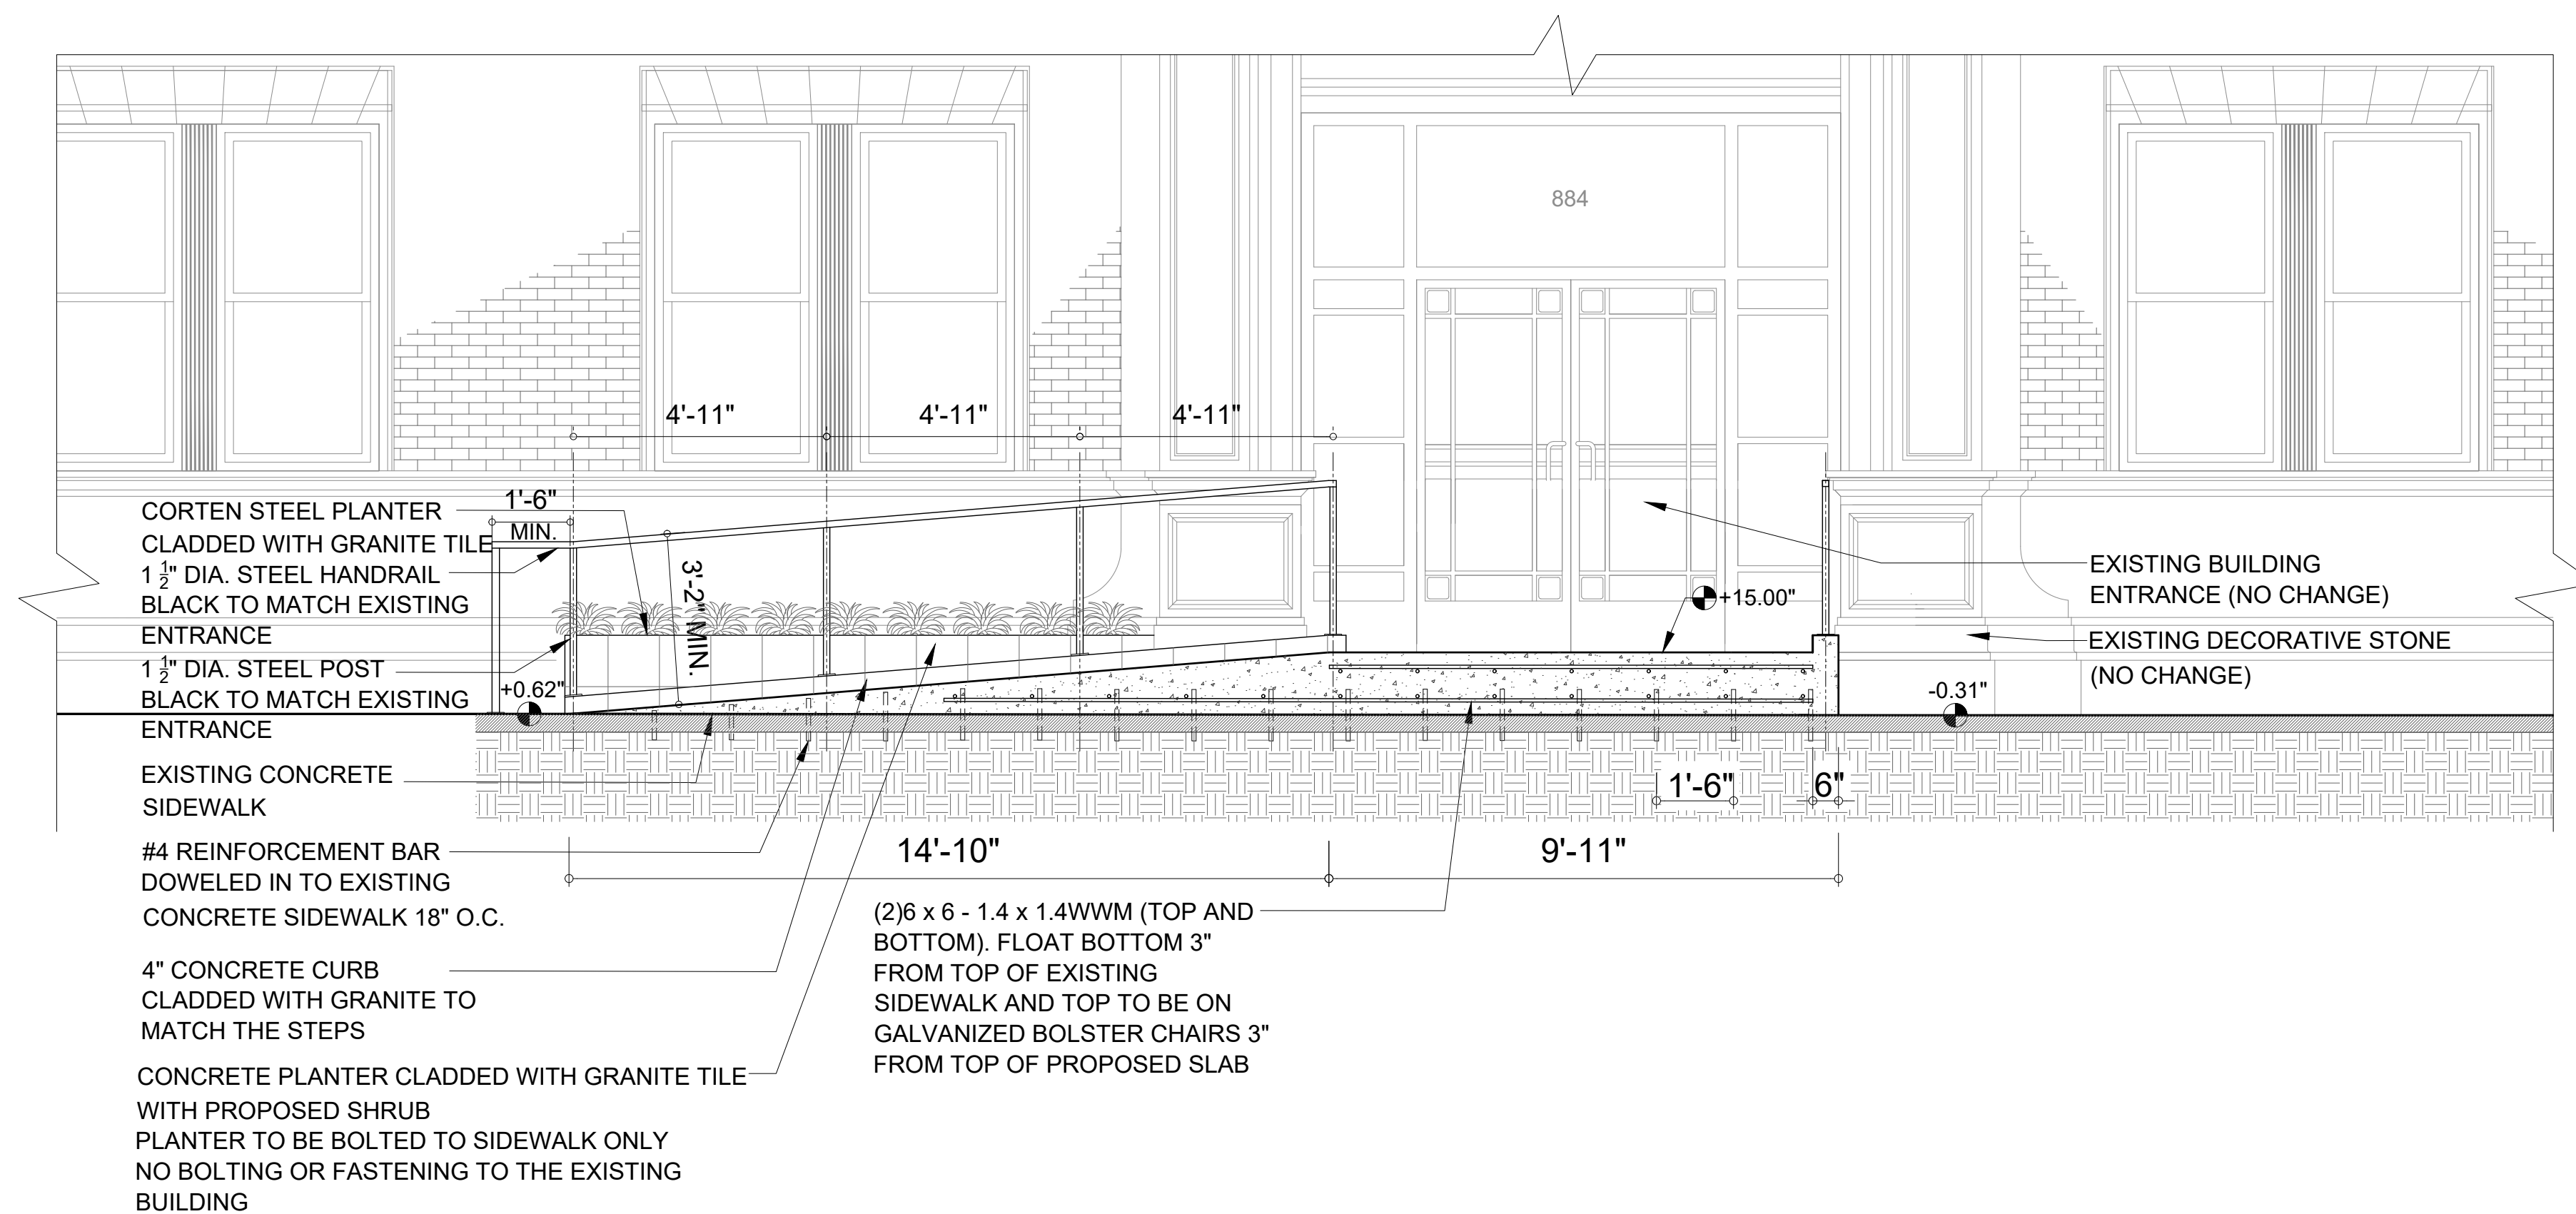 884
4'-11"
4'-11"
4'-11"
1'-6"
MIN.
3'-2" MIN.
CORTEN STEEL PLANTER
CLADDED WITH GRANITE TILE
1 1/2" DIA. STEEL HANDRAIL
BLACK TO MATCH EXISTING
ENTRANCE
1 1/2" DIA. STEEL POST
BLACK TO MATCH EXISTING
ENTRANCE
+0.62"
+15.00"
-0.31"
EXISTING BUILDING
ENTRANCE (NO CHANGE)
EXISTING DECORATIVE STONE
(NO CHANGE)
EXISTING CONCRETE
SIDEWALK
1'-6"
6"
14'-10"
9'-11"
#4 REINFORCEMENT BAR
DOWELED IN TO EXISTING
CONCRETE SIDEWALK 18" O.C.
4" CONCRETE CURB
CLADDED WITH GRANITE TO
MATCH THE STEPS
CONCRETE PLANTER CLADDED WITH GRANITE TILE
WITH PROPOSED SHRUB
PLANTER TO BE BOLTED TO SIDEWALK ONLY
NO BOLTING OR FASTENING TO THE EXISTING
BUILDING
(2)6 x 6 - 1.4 x 1.4WWM (TOP AND
BOTTOM). FLOAT BOTTOM 3"
FROM TOP OF EXISTING
SIDEWALK AND TOP TO BE ON
GALVANIZED BOLSTER CHAIRS 3"
FROM TOP OF PROPOSED SLAB